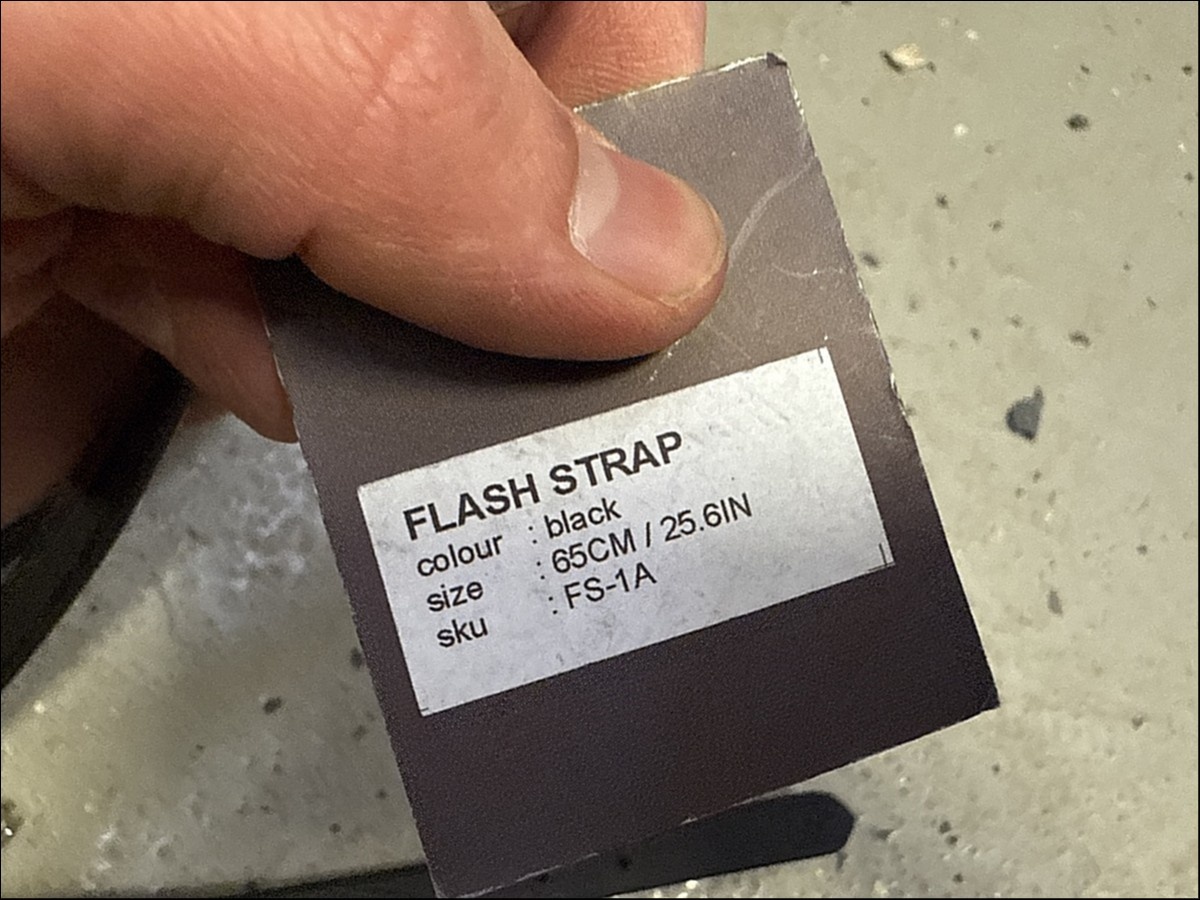 FLASH STRAP
colour : black
size : 65CM / 25.6IN
sku : FS-1A